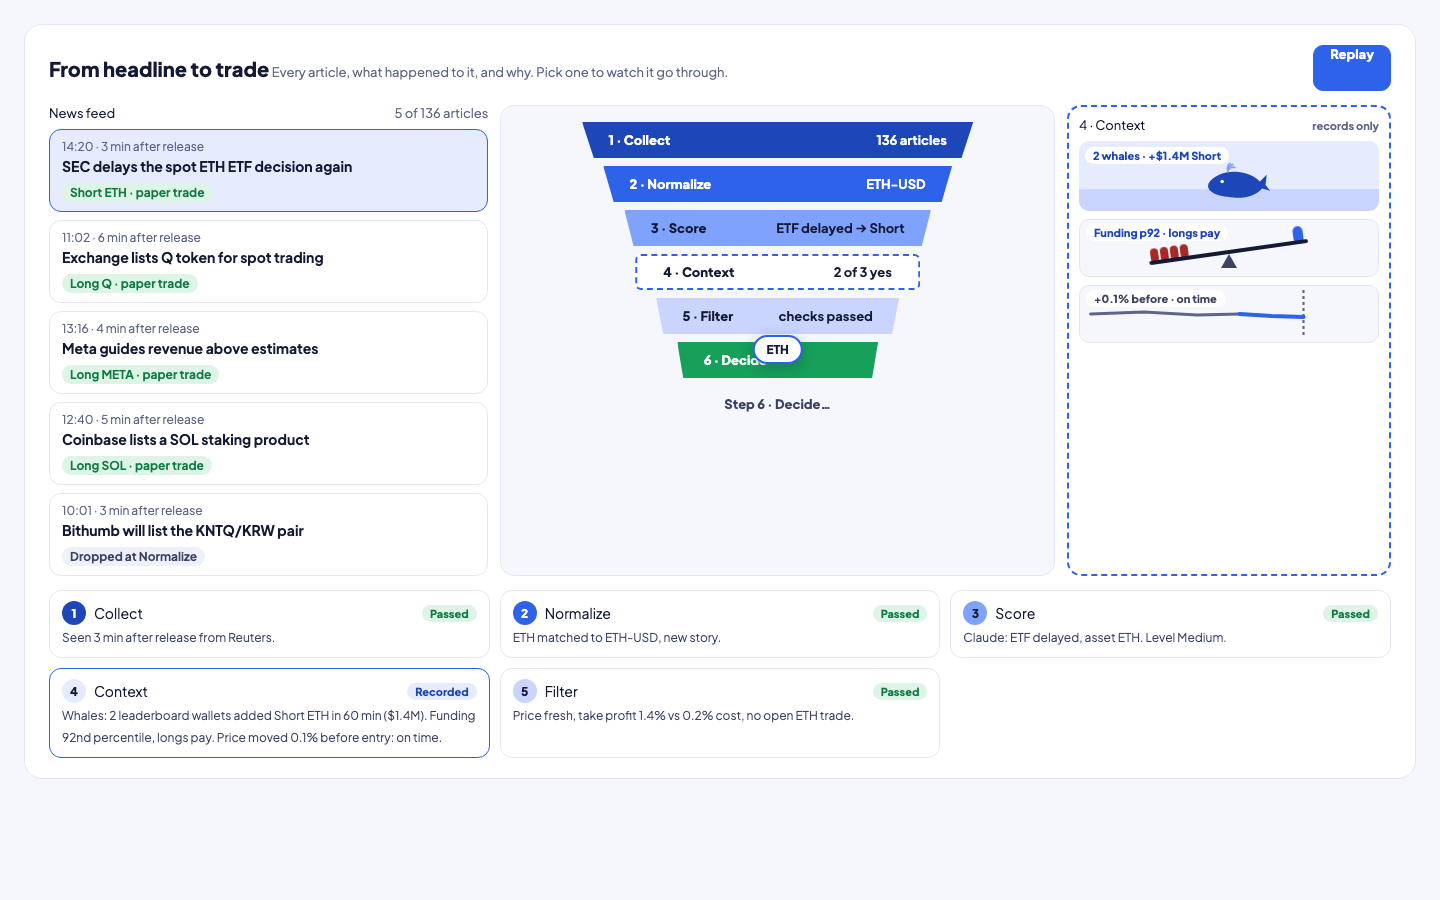 From headline to trade Every article, what happened to it, and why. Pick one to watch it go through.
Replay
News feed
5 of 136 articles
14:20 · 3 min after release
SEC delays the spot ETH ETF decision again
Short ETH · paper trade
11:02 · 6 min after release
Exchange lists Q token for spot trading
Long Q · paper trade
13:16 · 4 min after release
Meta guides revenue above estimates
Long META · paper trade
12:40 · 5 min after release
Coinbase lists a SOL staking product
Long SOL · paper trade
10:01 · 3 min after release
Bithumb will list the KNTQ/KRW pair
Dropped at Normalize
1 · Collect 136 articles
2 · Normalize ETH-USD
3 · Score ETF delayed → Short
4 · Context 2 of 3 yes
5 · Filter checks passed
ETH
6 · Decide
Step 6 · Decide...
4 · Context
records only
2 whales · +$1.4M Short
Funding p92 · longs pay
+0.1% before · on time
1 Collect Passed
Seen 3 min after release from Reuters.
2 Normalize Passed
ETH matched to ETH-USD, new story.
3 Score Passed
Claude: ETF delayed, asset ETH. Level Medium.
4 Context Recorded
Whales: 2 leaderboard wallets added Short ETH in 60 min ($1.4M). Funding
92nd percentile, longs pay. Price moved 0.1% before entry: on time.
5 Filter Passed
Price fresh, take profit 1.4% vs 0.2% cost, no open ETH trade.